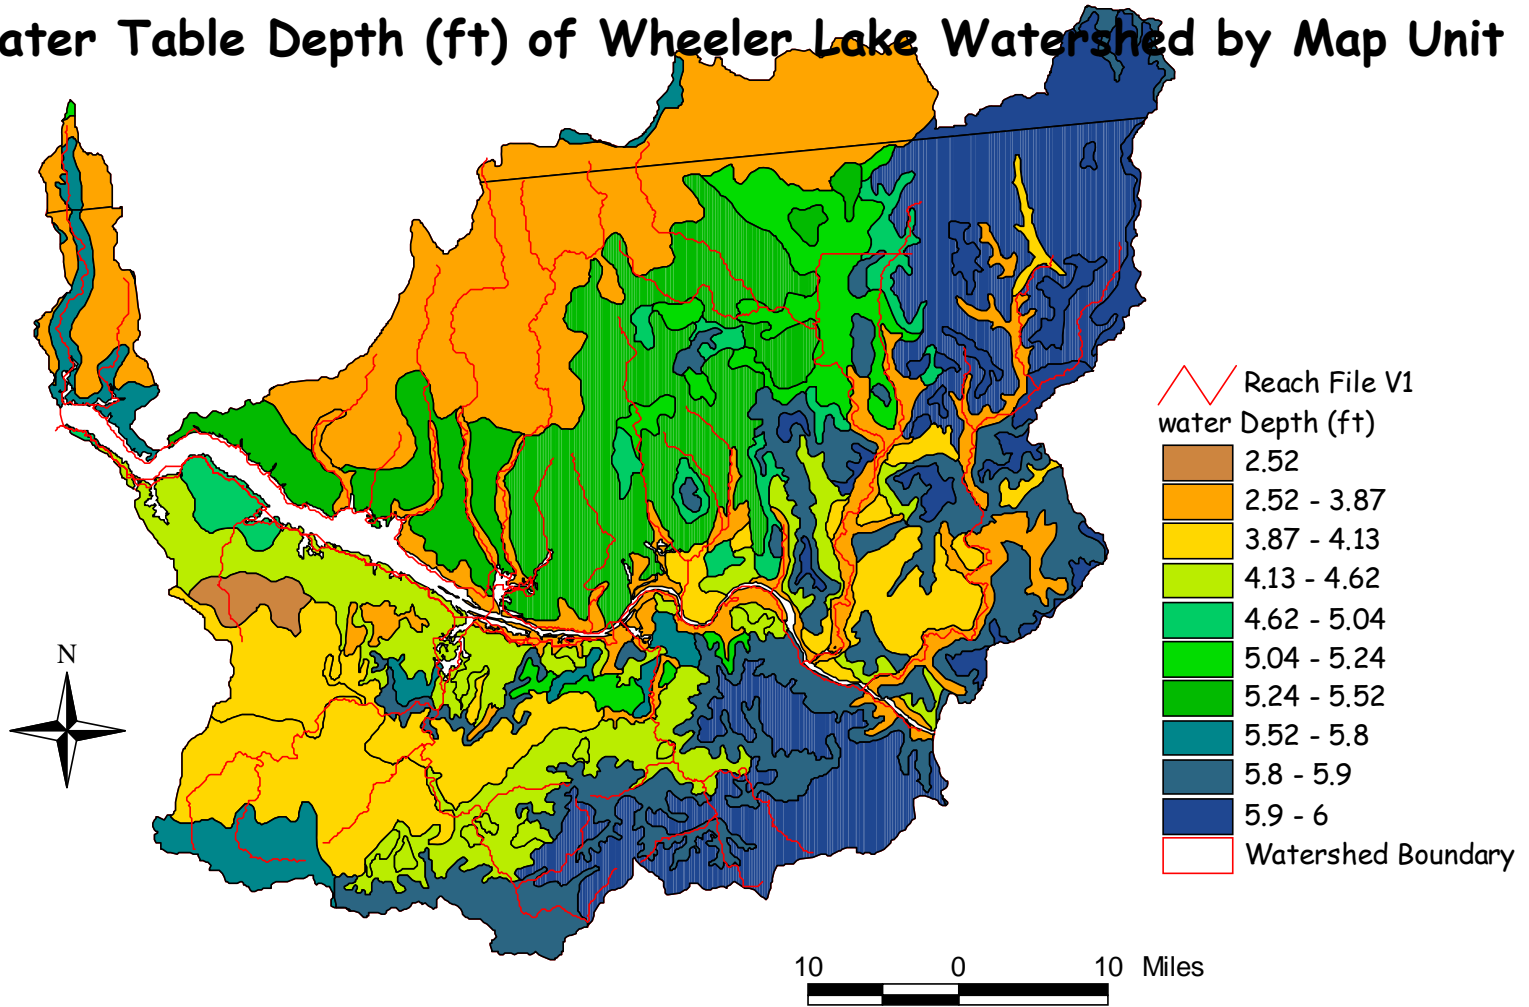 ater Table Depth (ft) of Wheeler Lake Watershed by Map Unit
Reach File V1
water Depth (ft)
2.52
2.52 - 3.87
3.87 - 4.13
4.13 - 4.62
4.62 - 5.04
5.04 - 5.24
5.24 - 5.52
5.52 - 5.8
5.8 - 5.9
5.9 - 6
Watershed Boundary
N
10 0 10 Miles